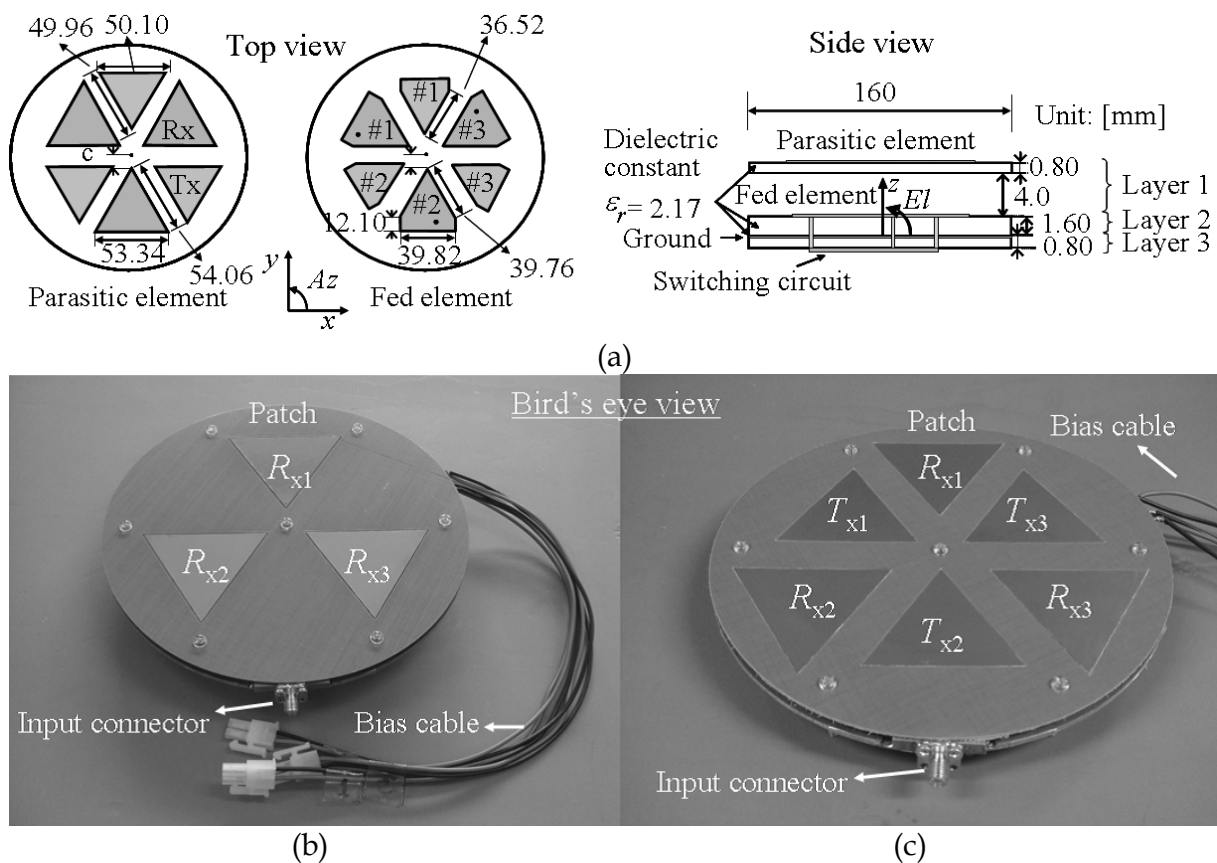 50.10
49.96
36.52
Top view
Side view
#1
160
Unit: [mm]
Rx
#1
#3
Dielectric
constant
Parasitic element
0.80
c
Tx
#2
#3
Fed element
z
El
4.0
Layer 1
εr = 2.17
1.60
Layer 2
#2
12.10
Ground
0.80
Layer 3
53.34
54.06
39.82
39.76
Switching circuit
y
Az
x
Parasitic element
Fed element
(a)
Bird's eye view
Patch
Rx1
Rx2
Rx3
Input connector
Bias cable
(b)
Patch
Bias cable
Rx1
Tx1
Tx3
Rx2
Rx3
Tx2
Input connector
(c)